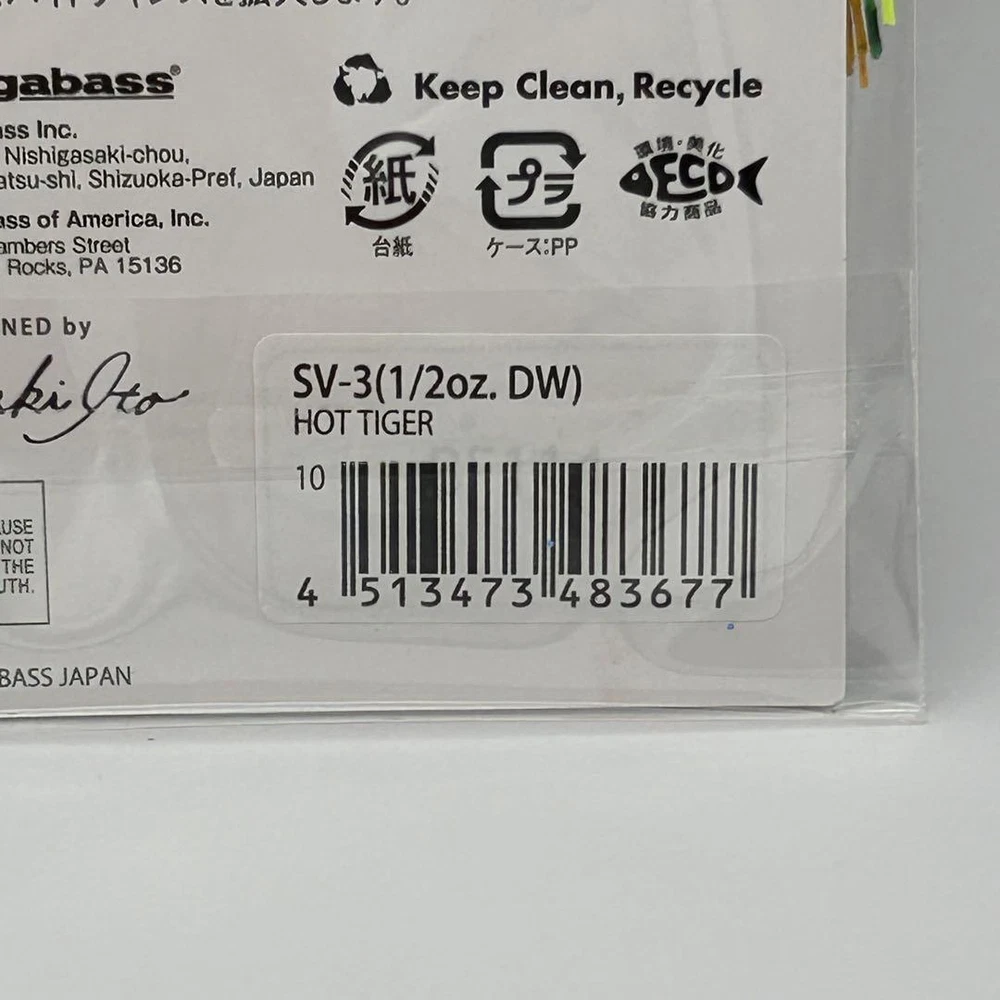 gabass®
Keep Clean, Recycle
ss Inc.
Nishigasaki-chou,
atsu-shi, Shizuoka-Pref, Japan
ass of America, Inc.
ambers Street
Rocks, PA 15136
紙
台紙
プラ
ケース:PP
環境・美化
ECO
協力商品
NED by
ki Ito
USE
NOT
THE
UTH.
SV-3(1/2oz. DW)
HOT TIGER
10
4 513473 483677
BASS JAPAN